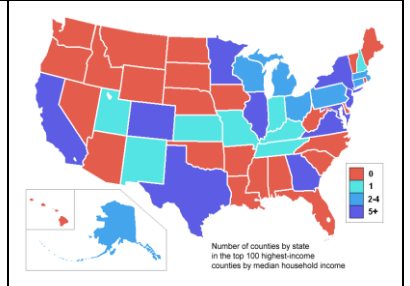 0
1
2-4
5+
Number of counties by state
in the top 100 highest-income
counties by median household income